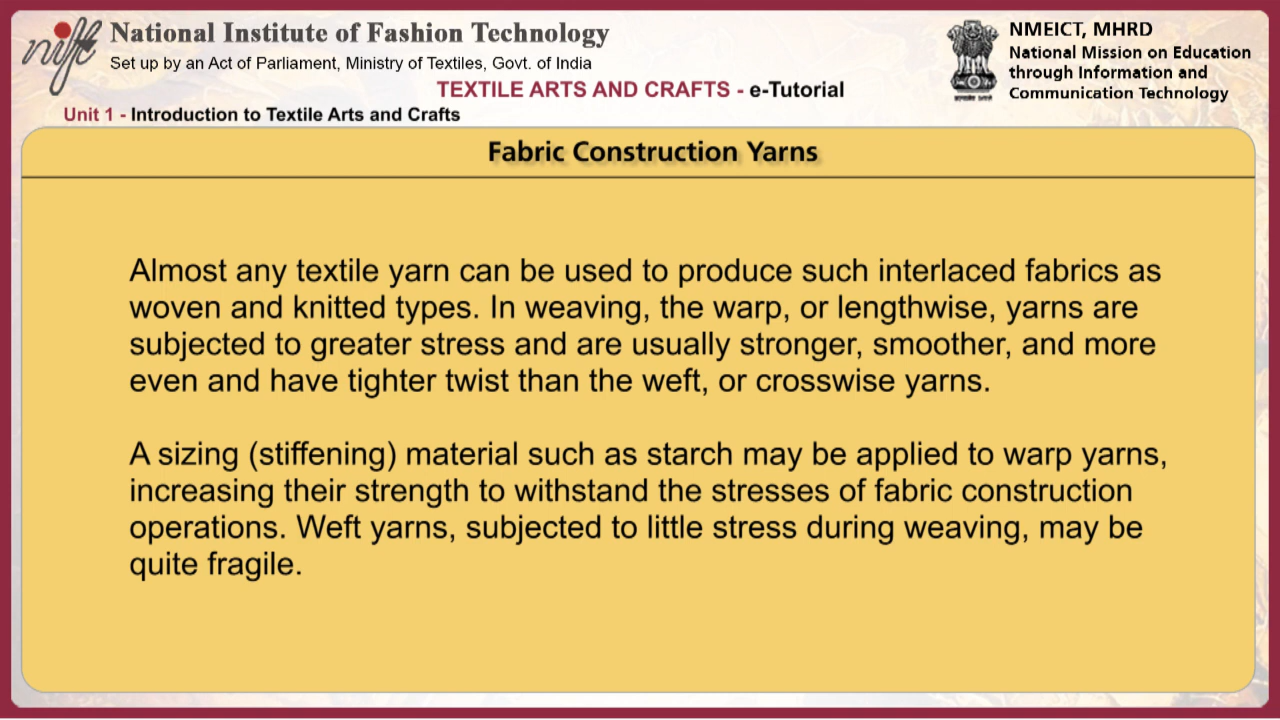 nift
National Institute of Fashion Technology
Set up by an Act of Parliament, Ministry of Textiles, Govt. of India
NMEICT, MHRD
National Mission on Education
through Information and
Communication Technology
TEXTILE ARTS AND CRAFTS - e-Tutorial
Unit 1 - Introduction to Textile Arts and Crafts
Fabric Construction Yarns
Almost any textile yarn can be used to produce such interlaced fabrics as
woven and knitted types. In weaving, the warp, or lengthwise, yarns are
subjected to greater stress and are usually stronger, smoother, and more
even and have tighter twist than the weft, or crosswise yarns.
A sizing (stiffening) material such as starch may be applied to warp yarns,
increasing their strength to withstand the stresses of fabric construction
operations. Weft yarns, subjected to little stress during weaving, may be
quite fragile.